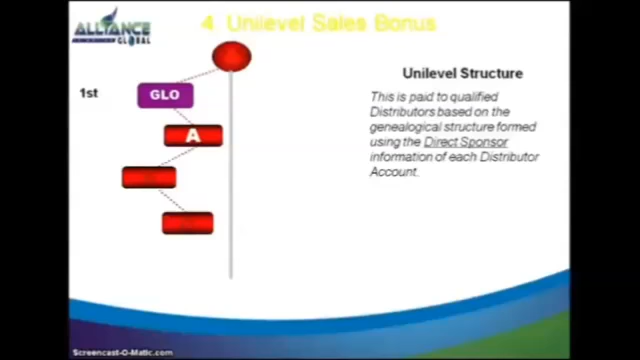 ALLIANCE
GLOBAL
4. Unilevel Sales Bonus
1st
GLO
A
Unilevel Structure
This is paid to qualified
Distributors based on the
genealogical structure formed
using the Direct Sponsor
information of each Distributor
Account.
Screencast-O-Matic.com